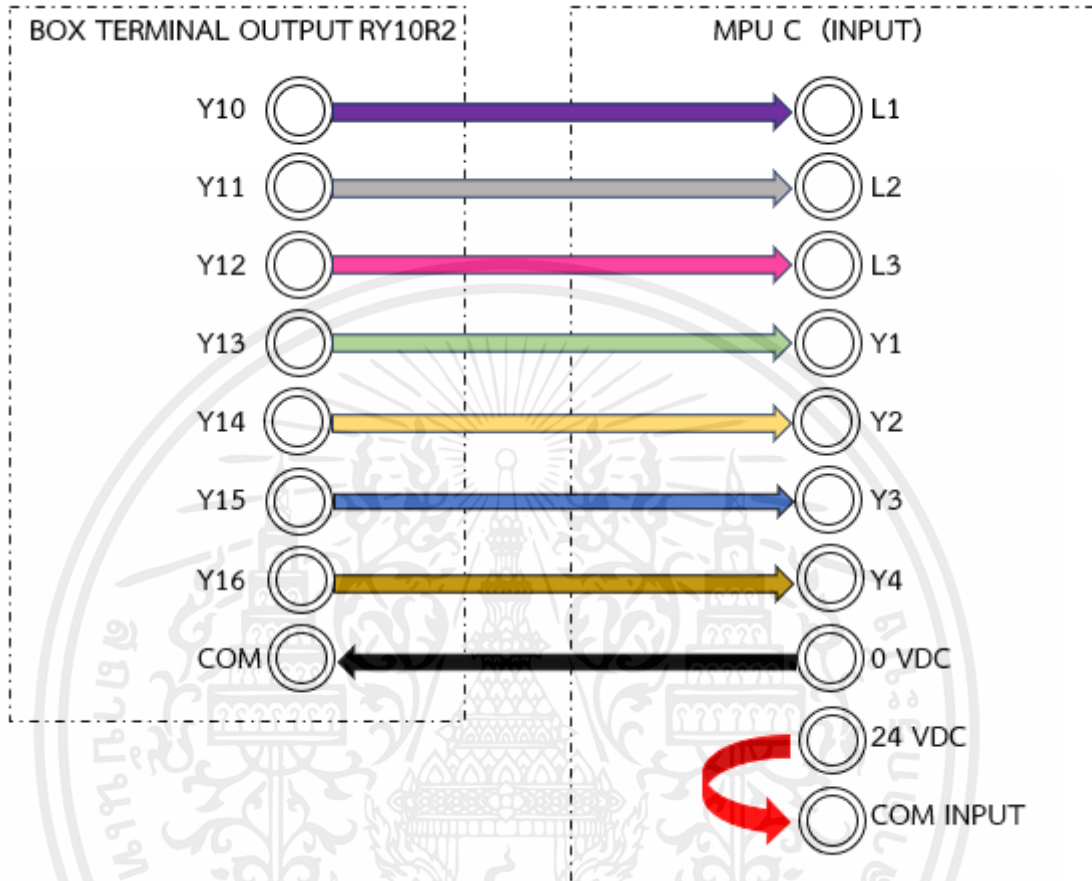 BOX TERMINAL OUTPUT RY10R2
MPU C (INPUT)
Y10 L1
Y11 L2
Y12 L3
Y13 Y1
Y14 Y2
Y15 Y3
Y16 Y4
COM 0 VDC
24 VDC
COM INPUT